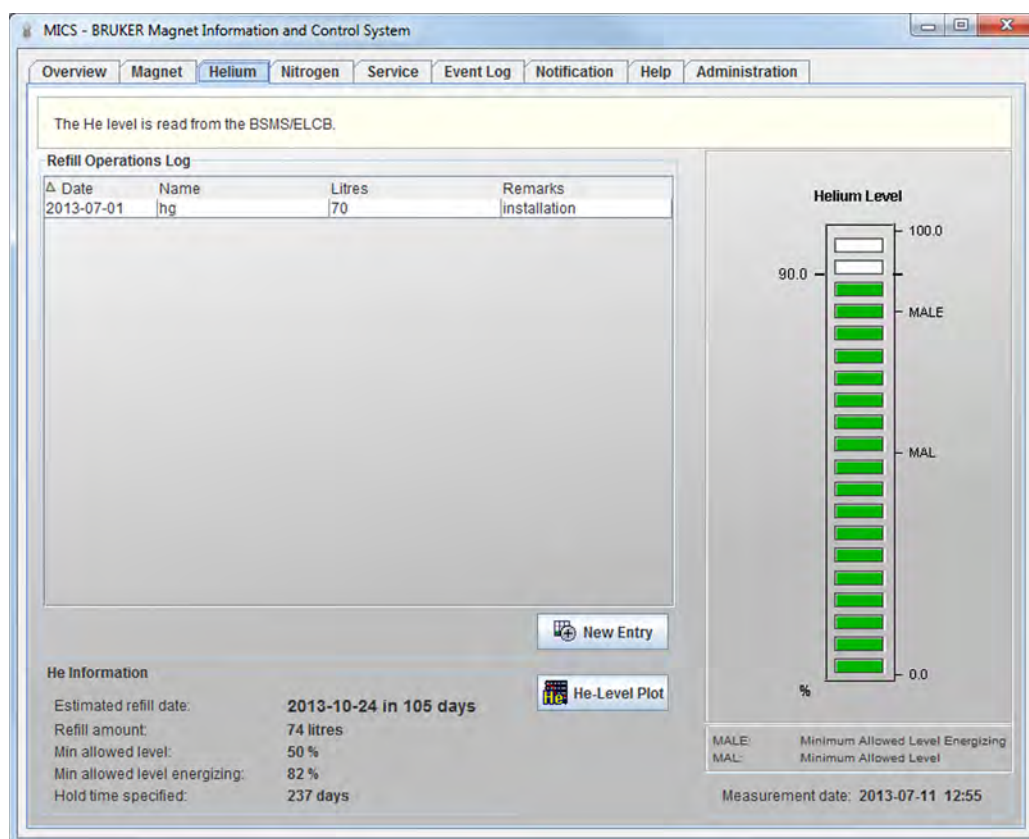 MICS - BRUKER Magnet Information and Control System
Overview Magnet Helium Nitrogen Service Event Log Notification Help Administration
The He level is read from the BSMS/ELCB.
Refill Operations Log
Date Name Litres Remarks
2013-07-01 hg 70 installation
New Entry
He Information
Estimated refill date: 2013-10-24 in 105 days
Refill amount: 74 litres
Min allowed level: 50 %
Min allowed level energizing: 82 %
Hold time specified: 237 days
He He-Level Plot
Helium Level
100.0
90.0
MALE
MAL
0.0
%
MALE: Minimum Allowed Level Energizing
MAL: Minimum Allowed Level
Measurement date: 2013-07-11 12:55